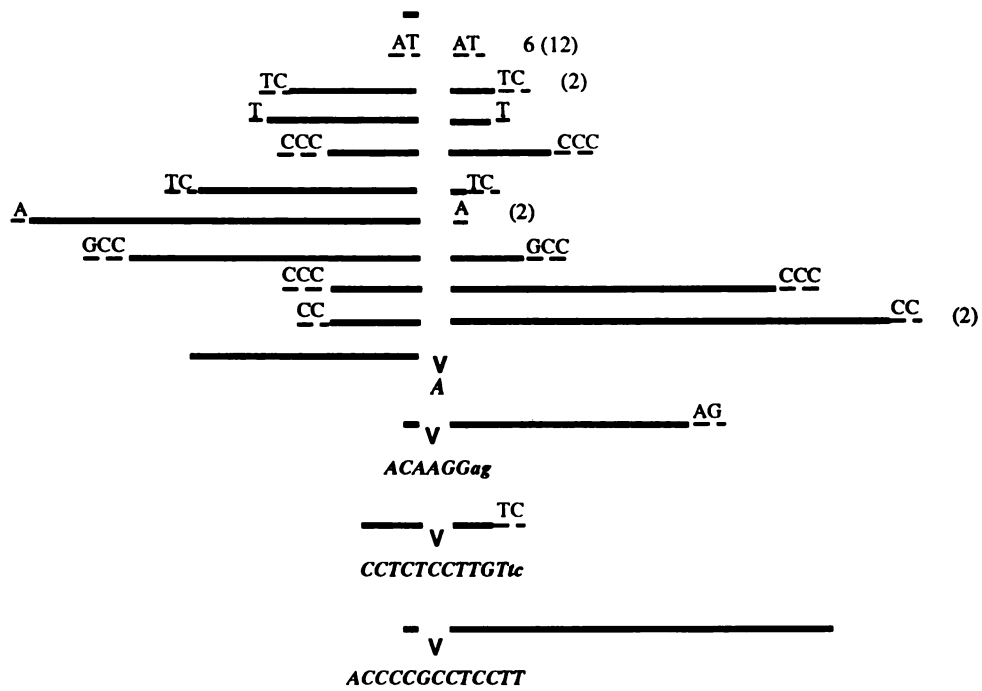 AT AT 6 (12)
TC TC (2)
T T
CCC CCC
TC TC
A A (2)
GCC GCC
CCC CCC
CC CC (2)
V
A
AG
V
ACAAGGag
TC
V
CCTCTCCTTGTtc
V
ACCCCGCCTCCTT